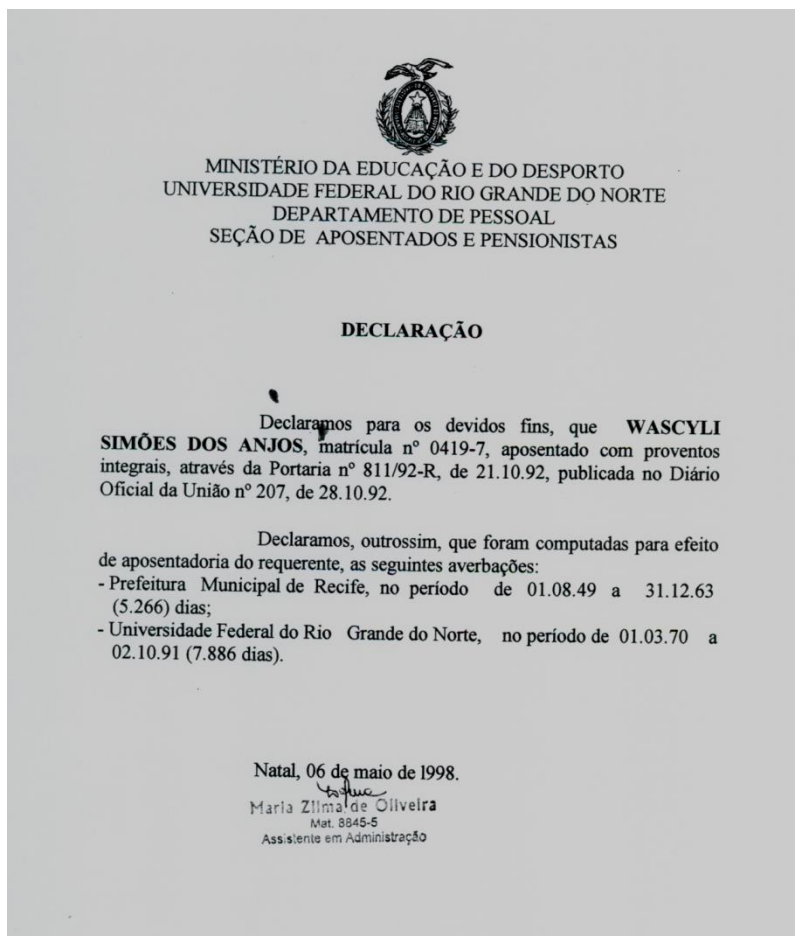 MINISTÉRIO DA EDUCAÇÃO E DO DESPORTO
UNIVERSIDADE FEDERAL DO RIO GRANDE DO NORTE
DEPARTAMENTO DE PESSOAL
SEÇÃO DE APOSENTADOS E PENSIONISTAS
DECLARAÇÃO
Declaramos para os devidos fins, que WASCYLI
SIMÕES DOS ANJOS, matrícula nº 0419-7, aposentado com proventos
integrais, através da Portaria nº 811/92-R, de 21.10.92, publicada no Diário
Oficial da União nº 207, de 28.10.92.
Declaramos, outrossim, que foram computadas para efeito
de aposentadoria do requerente, as seguintes averbações:
- Prefeitura Municipal de Recife, no período de 01.08.49 a 31.12.63
(5.266) dias;
- Universidade Federal do Rio Grande do Norte, no período de 01.03.70 a
02.10.91 (7.886 dias).
Natal, 06 de maio de 1998.
Maria Zilma de Oliveira
Mat. 8845-5
Assistente em Administração